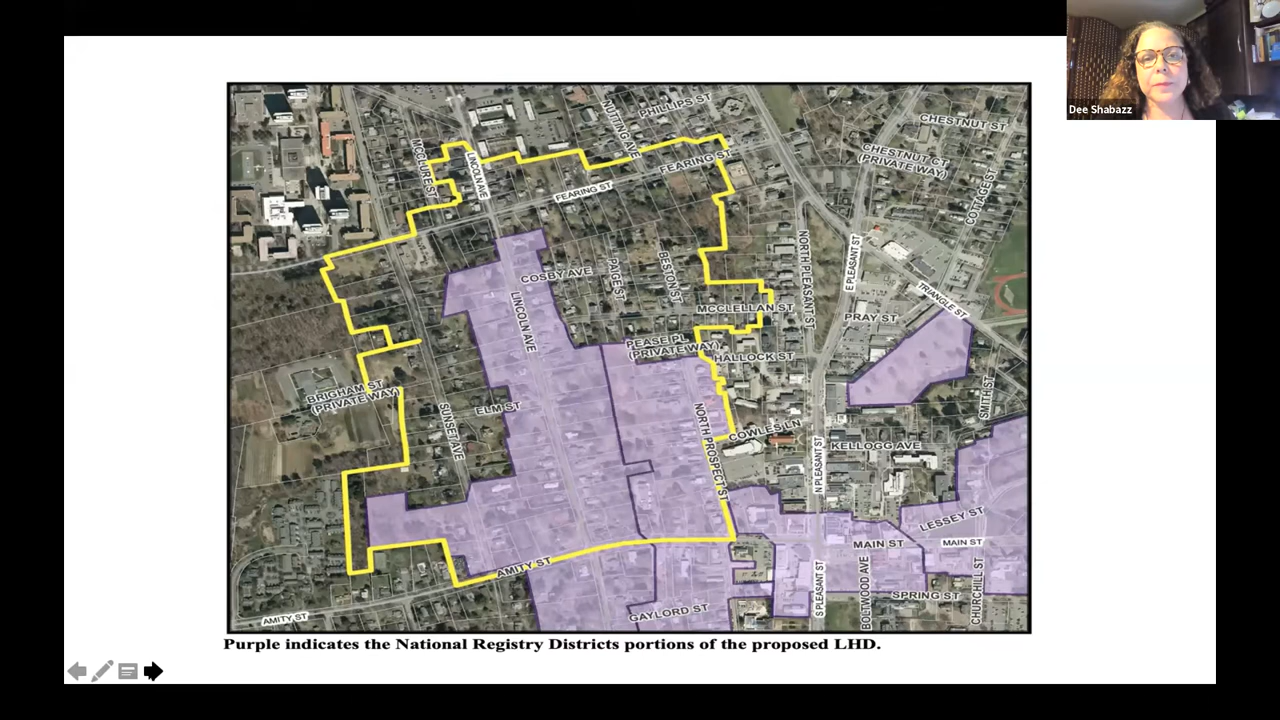 Dee Shabazz
PHILLIPS ST
NUTTING AVE
CHESTNUT ST
CHESTNUT CT
(PRIVATE WAY)
COTTAGE ST
MCCLURE ST
LINCOLN AVE
FEARING ST
FEARING ST
NORTH PLEASANT ST
E PLEASANT ST
COSBY AVE
PAIGE ST
BESTON ST
TRIANGLE ST
LINCOLN AVE
MCCLELLAN ST
PRAY ST
PEASE PL
(PRIVATE WAY)
HALLOCK ST
BRIGHAM ST
(PRIVATE WAY)
SMITH ST
SUNSET AVE
ELM ST
NORTH PROSPECT ST
COWLES LN
N PLEASANT ST
KELLOGG AVE
LESSEY ST
MAIN ST
MAIN ST
AMITY ST
S PLEASANT ST
BOLTWOOD AVE
SPRING ST
CHURCHILL ST
GAYLORD ST
AMITY ST
Purple indicates the National Registry Districts portions of the proposed LHD.